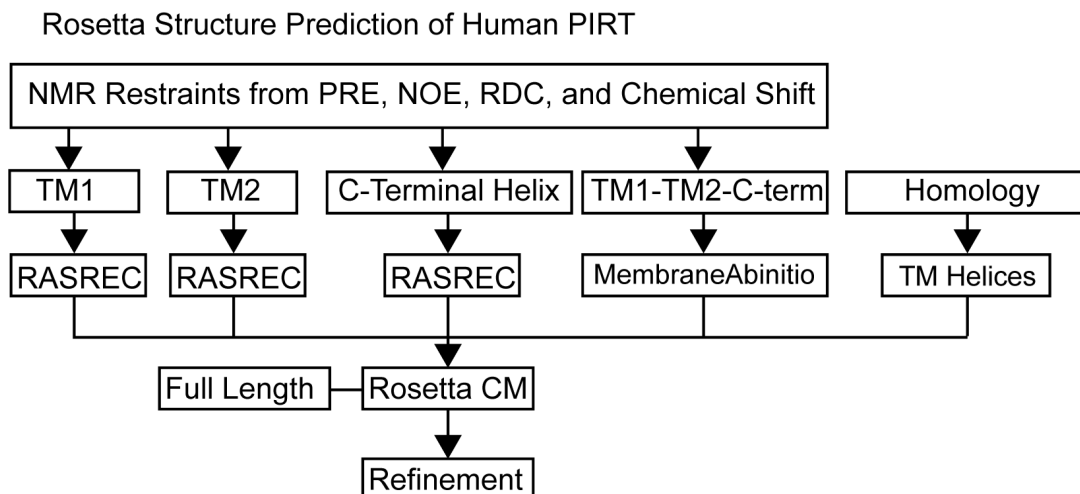 Rosetta Structure Prediction of Human PIRT
NMR Restraints from PRE, NOE, RDC, and Chemical Shift
TM1
TM2
C-Terminal Helix
TM1-TM2-C-term
Homology
RASREC
RASREC
RASREC
MembraneAbinitio
TM Helices
Full Length
Rosetta CM
Refinement